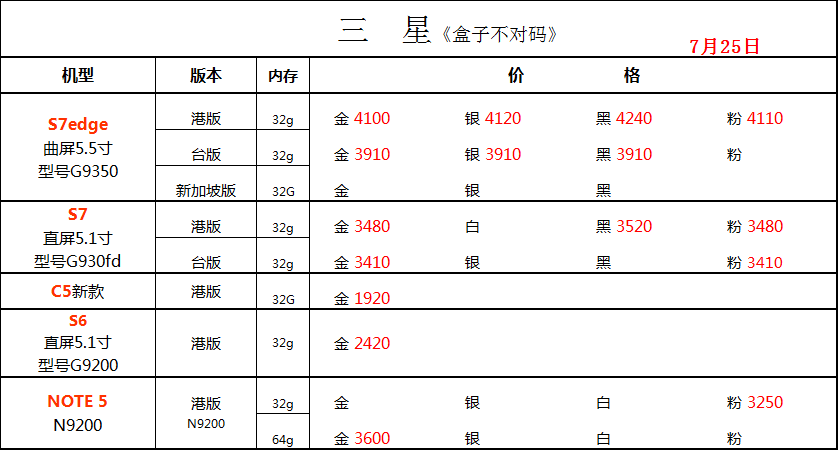 三 星《盒子不对码》 7月25日
机型 版本 内存 价 格
S7edge
曲屏5.5寸
型号G9350
港版 32g 金 4100 银 4120 黑 4240 粉 4110
台版 32g 金 3910 银 3910 黑 3910 粉
新加坡版 32G 金 银 黑
S7
直屏5.1寸
型号G930fd
港版 32g 金 3480 白 黑 3520 粉 3480
台版 32g 金 3410 银 黑 粉 3410
C5新款 港版 32G 金 1920
S6
直屏5.1寸
型号G9200
港版 32g 金 2420
NOTE 5
N9200
港版
N9200
32g 金 银 白 粉 3250
64g 金 3600 银 白 粉